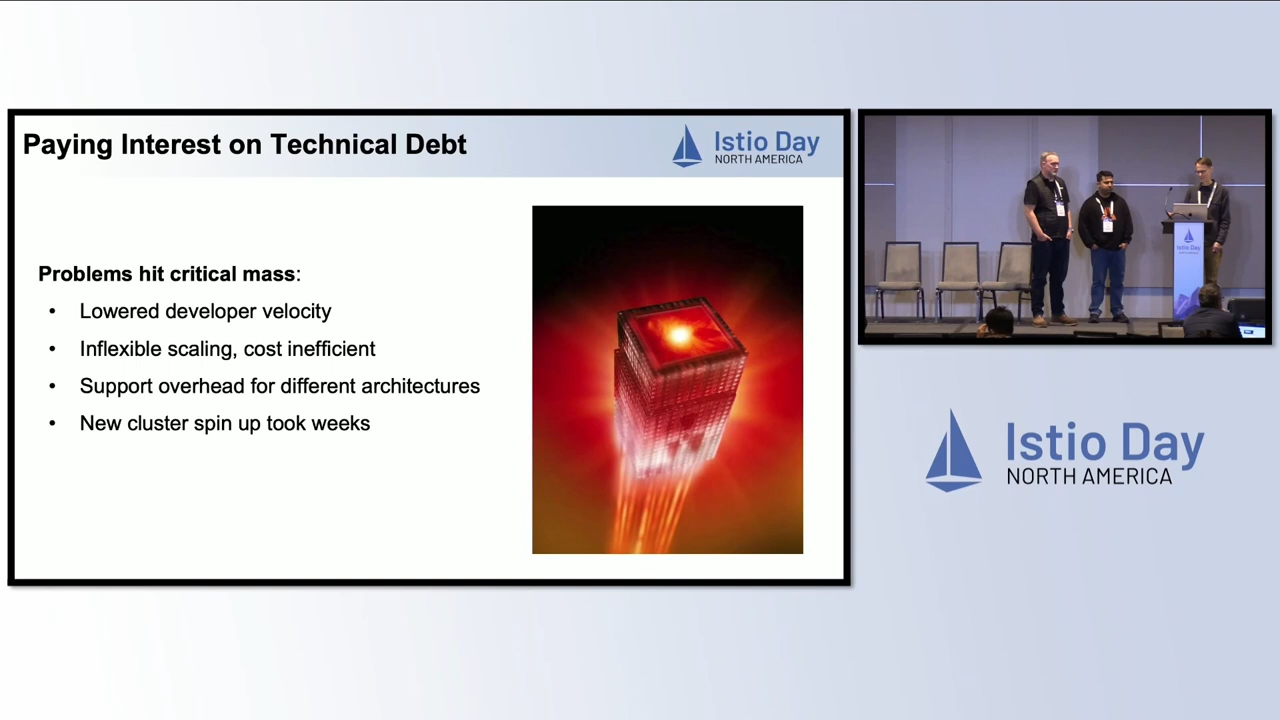 Paying Interest on Technical Debt
Istio Day
NORTH AMERICA
Problems hit critical mass:
• Lowered developer velocity
• Inflexible scaling, cost inefficient
• Support overhead for different architectures
• New cluster spin up took weeks
Istio Day
NORTH AMERICA